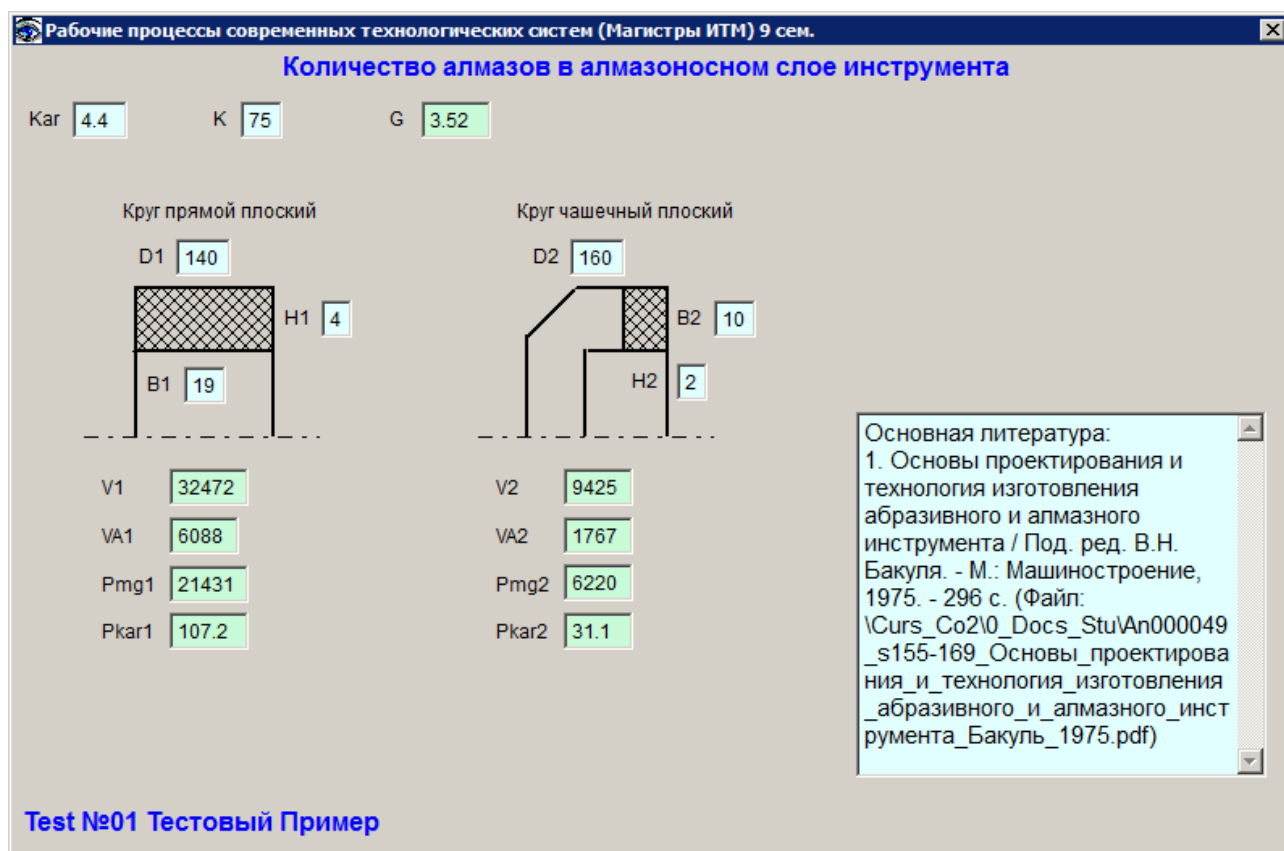 Рабочие процессы современных технологических систем (Магистры ИТМ) 9 сем.
Количество алмазов в алмазоносном слое инструмента
Kar 4.4 K 75 G 3.52
Круг прямой плоский
D1 140
H1 4
B1 19
V1 32472
VA1 6088
Pmg1 21431
Pkar1 107.2
Круг чашечный плоский
D2 160
B2 10
H2 2
V2 9425
VA2 1767
Pmg2 6220
Pkar2 31.1
Основная литература:
1. Основы проектирования и
технология изготовления
абразивного и алмазного
инструмента / Под. ред. В.Н.
Бакуля. - М.: Машиностроение,
1975. - 296 с. (Файл:
\Curs_Co2\0_Docs_Stu\An000049
_s155-169_Основы_проектирова
ния_и_технология_изготовления
_абразивного_и_алмазного_инст
румента_Бакуль_1975.pdf)
Test №01 Тестовый Пример